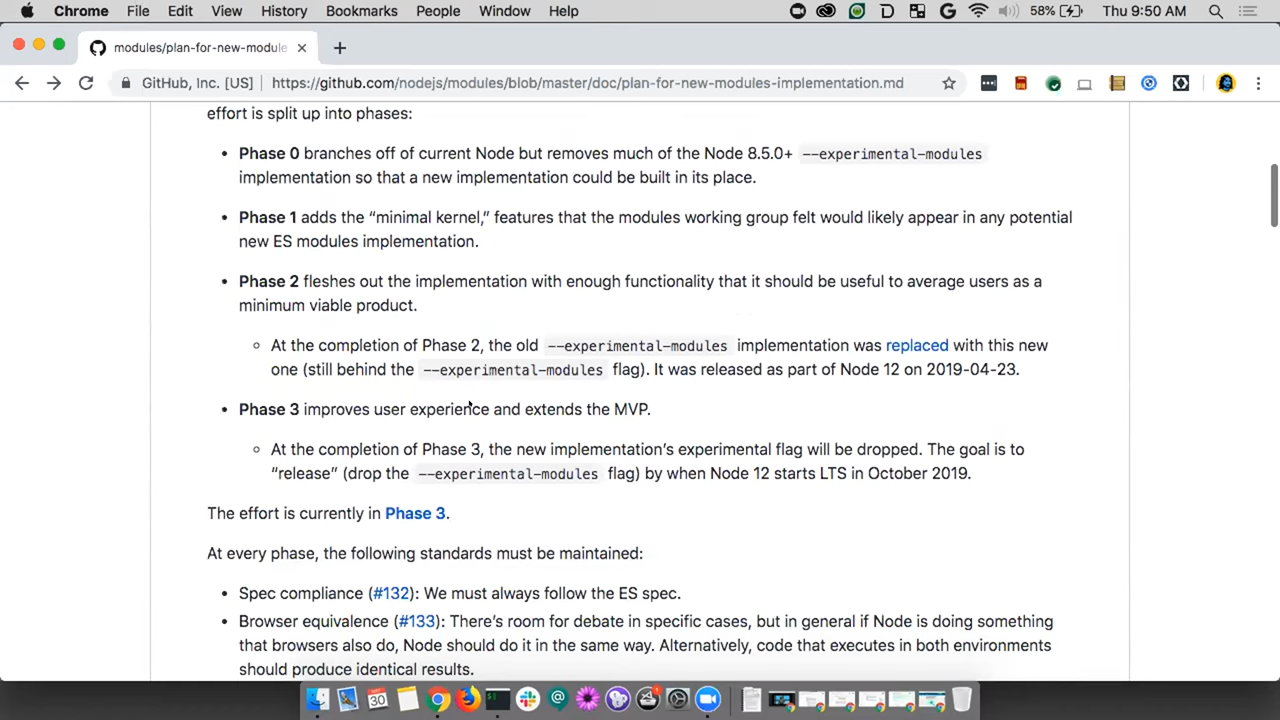 Chrome File Edit View History Bookmarks People Window Help 58% Thu 9:50 AM
modules/plan-for-new-module
GitHub, Inc. [US] https://github.com/nodejs/modules/blob/master/doc/plan-for-new-modules-implementation.md
effort is split up into phases:
• Phase 0 branches off of current Node but removes much of the Node 8.5.0+ --experimental-modules
implementation so that a new implementation could be built in its place.
• Phase 1 adds the “minimal kernel,” features that the modules working group felt would likely appear in any potential
new ES modules implementation.
• Phase 2 fleshes out the implementation with enough functionality that it should be useful to average users as a
minimum viable product.
◦ At the completion of Phase 2, the old --experimental-modules implementation was replaced with this new
one (still behind the --experimental-modules flag). It was released as part of Node 12 on 2019-04-23.
• Phase 3 improves user experience and extends the MVP.
◦ At the completion of Phase 3, the new implementation’s experimental flag will be dropped. The goal is to
“release” (drop the --experimental-modules flag) by when Node 12 starts LTS in October 2019.
The effort is currently in Phase 3.
At every phase, the following standards must be maintained:
• Spec compliance (#132): We must always follow the ES spec.
• Browser equivalence (#133): There’s room for debate in specific cases, but in general if Node is doing something
that browsers also do, Node should do it in the same way. Alternatively, code that executes in both environments
should produce identical results.
30